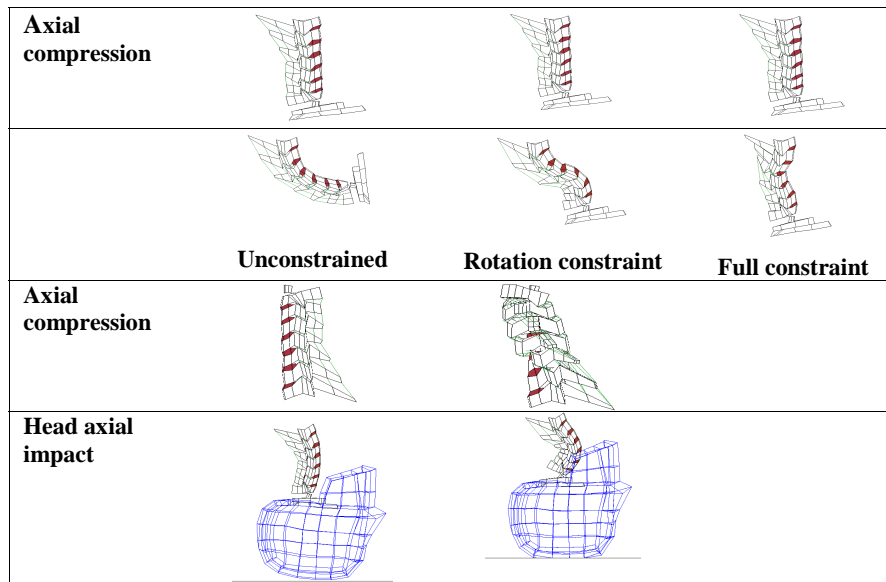 Axial
compression
Unconstrained
Rotation constraint
Full constraint
Axial
compression
Head axial
impact